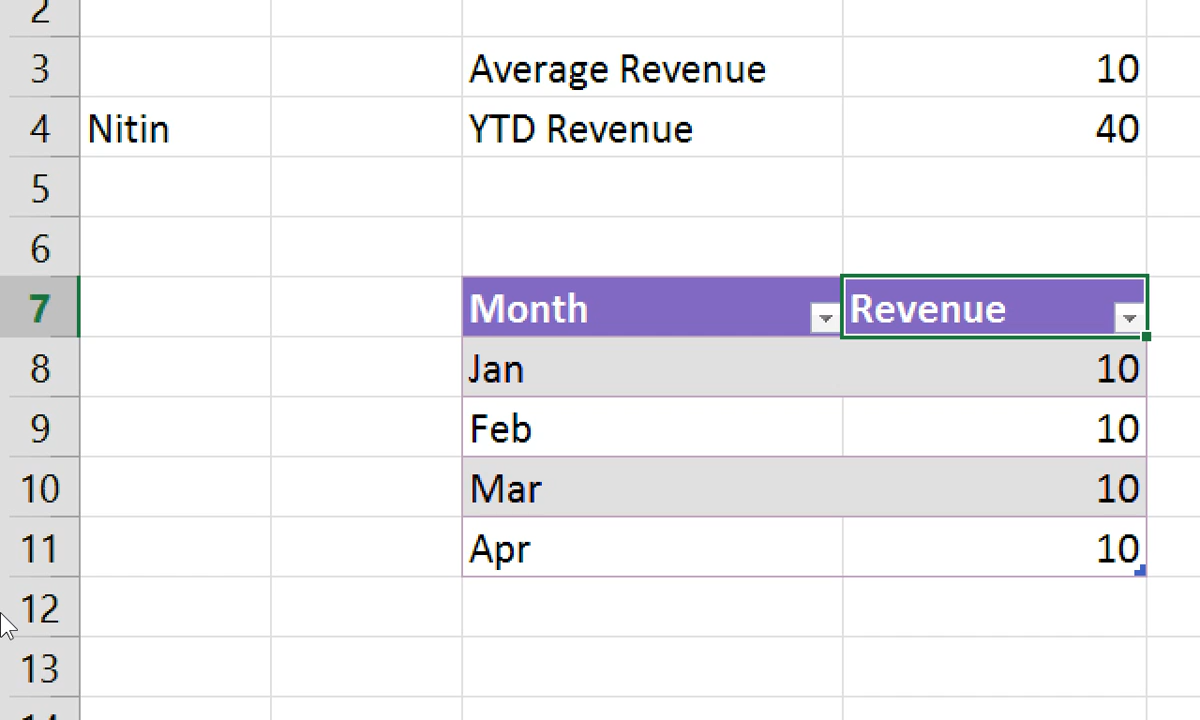 2
3 Average Revenue 10
4 Nitin YTD Revenue 40
5
6
7 Month Revenue
8 Jan 10
9 Feb 10
10 Mar 10
11 Apr 10
12
13
14